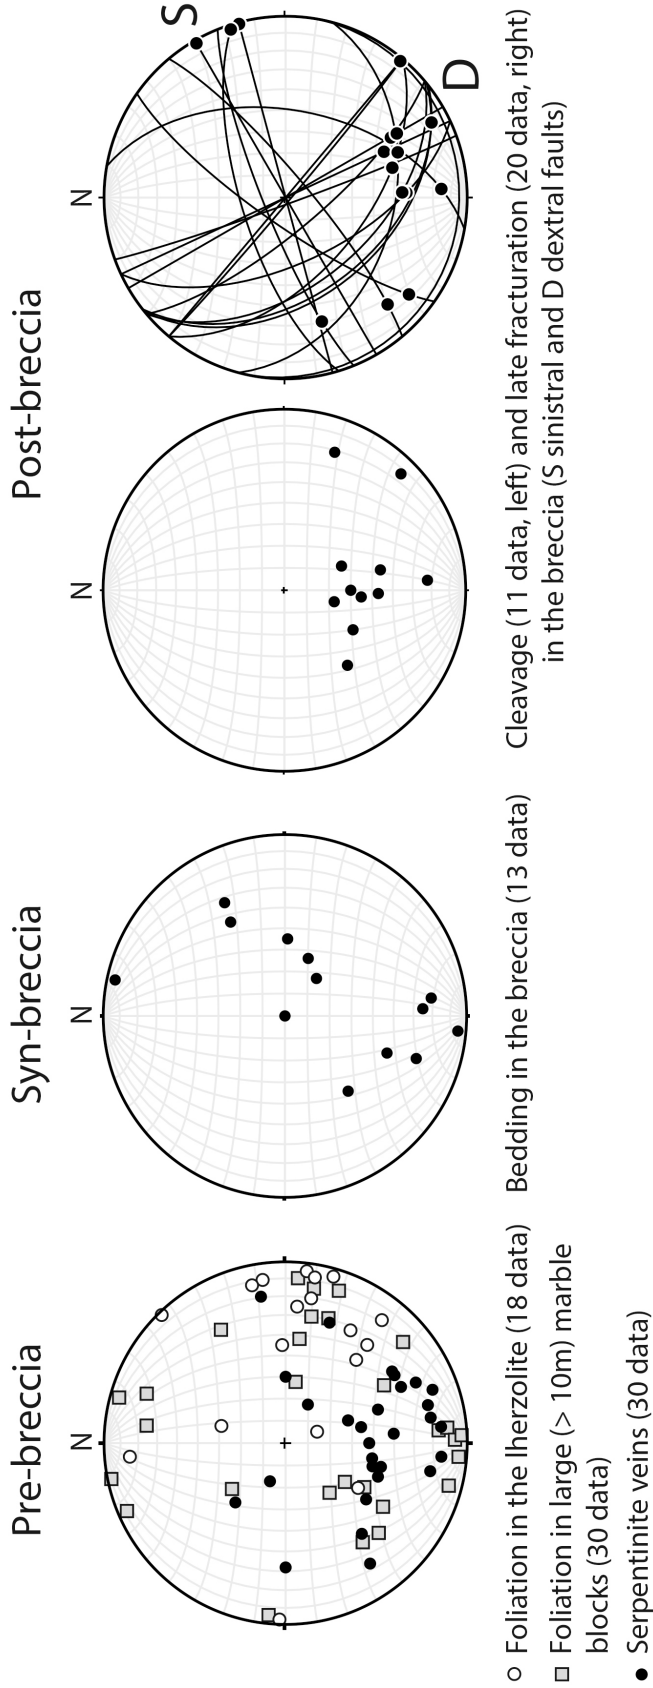 Pre-breccia
Syn-breccia
Post-breccia
N
N
N
N
S
D
Foliation in the lherzolite (18 data)
Foliation in large (> 10m) marble
blocks (30 data)
Serpentinite veins (30 data)
Bedding in the breccia (13 data)
Cleavage (11 data, left) and late fracturation (20 data, right)
in the breccia (S sinistral and D dextral faults)